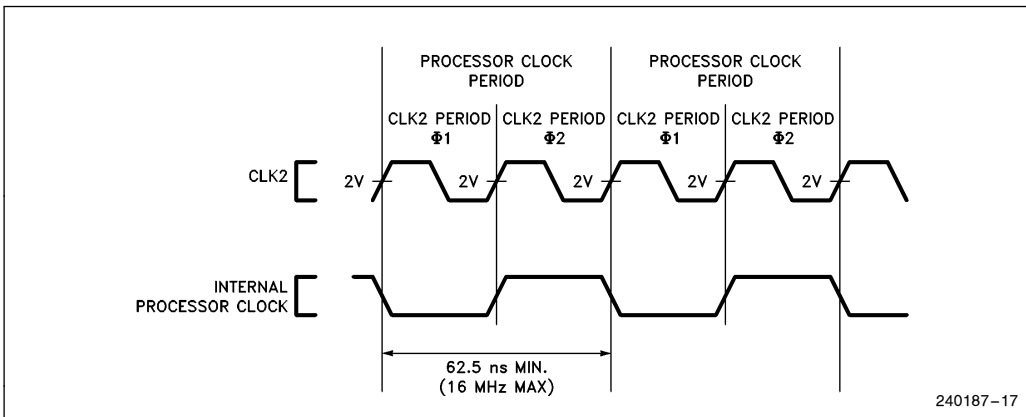 PROCESSOR CLOCK PERIOD
PROCESSOR CLOCK PERIOD
CLK2 PERIOD Φ1
CLK2 PERIOD Φ2
CLK2 PERIOD Φ1
CLK2 PERIOD Φ2
CLK2
2V
2V
2V
2V
2V
INTERNAL
PROCESSOR CLOCK
62.5 ns MIN.
(16 MHz MAX)
240187–17